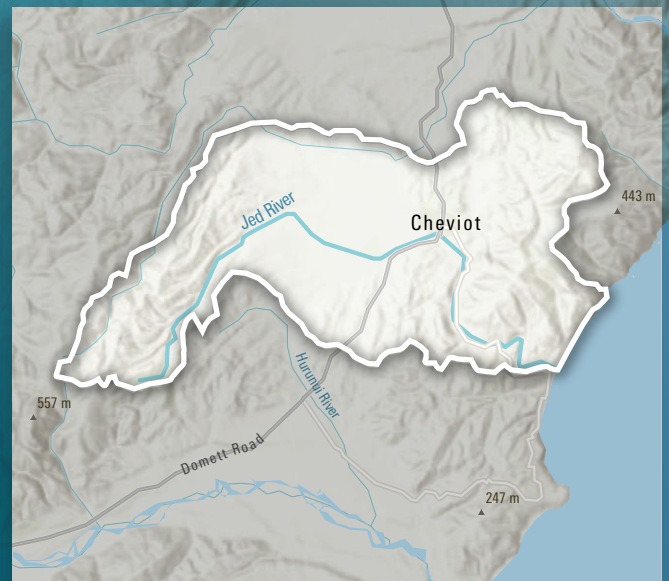 443 m
Jed River
Cheviot
Hurunui River
557 m
Domett Road
247 m